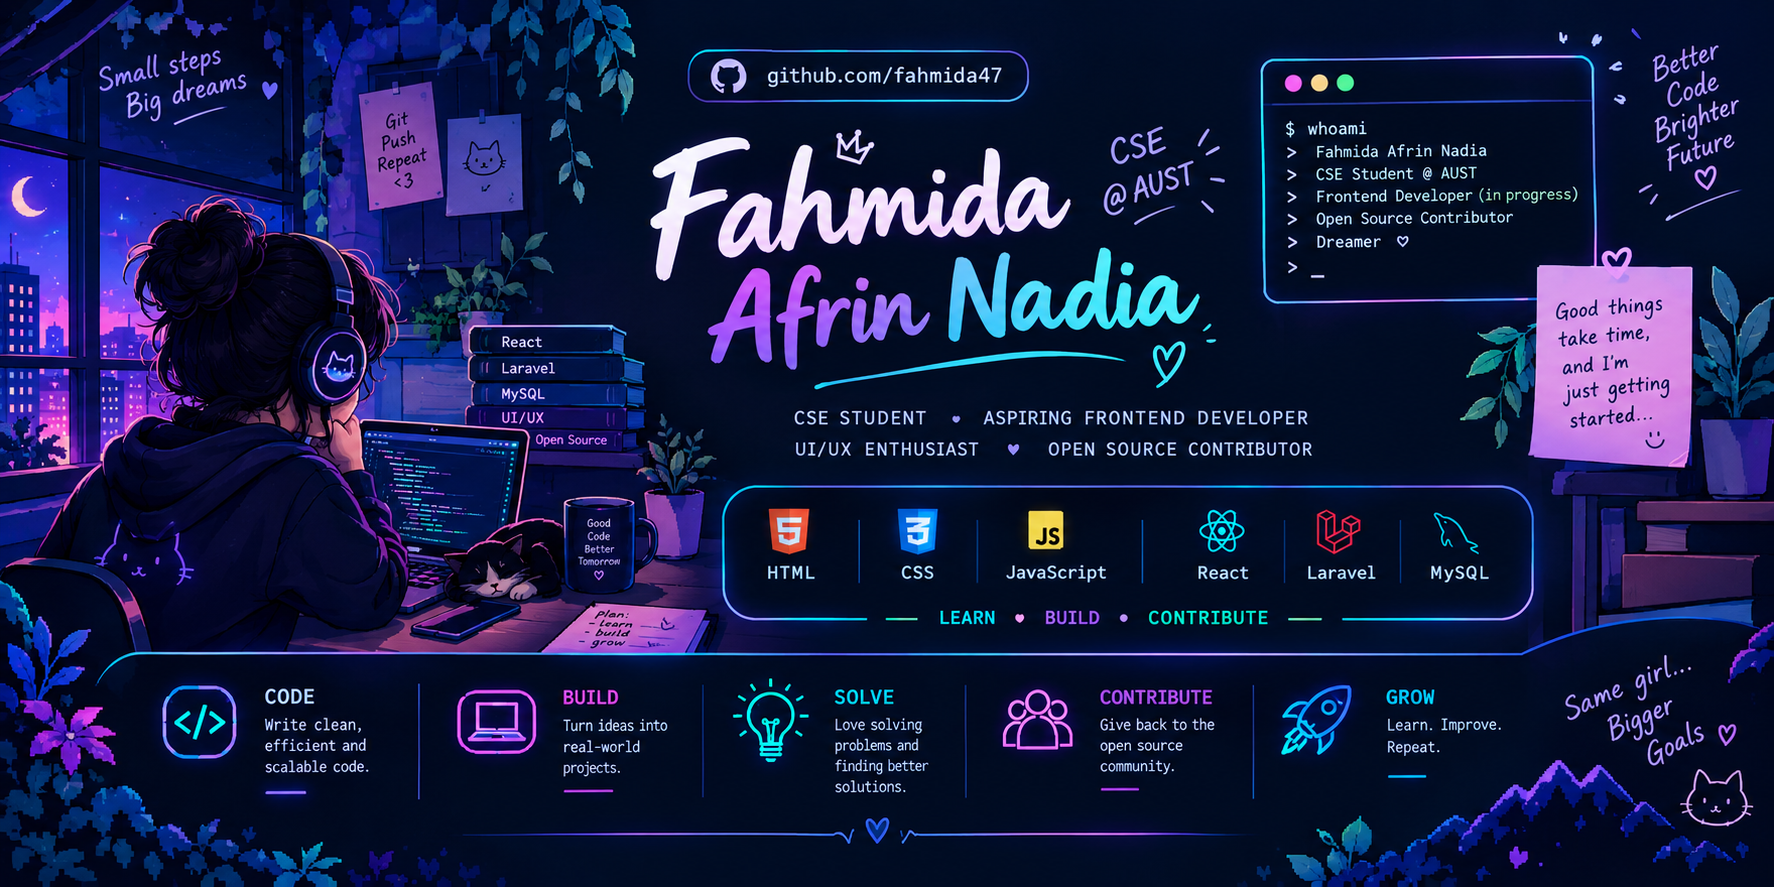 Small steps
Big dreams
Git
Push
Repeat
<3
github.com/fahmida47
Fahmida
Afrin Nadia
CSE
@ AUST
$ whoami
> Fahmida Afrin Nadia
> CSE Student @ AUST
> Frontend Developer (in progress)
> Open Source Contributor
> Dreamer ♡
> _
Better
Code
Brighter
Future
Good things
take time,
and I'm
just getting
started...
React
Laravel
MySQL
UI/UX
Open Source
Good
Code
Better
Tomorrow
Plan:
- learn
- build
- grow
CSE STUDENT • ASPIRING FRONTEND DEVELOPER
UI/UX ENTHUSIAST ♥ OPEN SOURCE CONTRIBUTOR
HTML
CSS
JS
JavaScript
React
Laravel
MySQL
LEARN ♥ BUILD • CONTRIBUTE
CODE
Write clean,
efficient and
scalable code.
BUILD
Turn ideas into
real-world
projects.
SOLVE
Love solving
problems and
finding better
solutions.
CONTRIBUTE
Give back to the
open source
community.
GROW
Learn. Improve.
Repeat.
Same girl...
Bigger
Goals